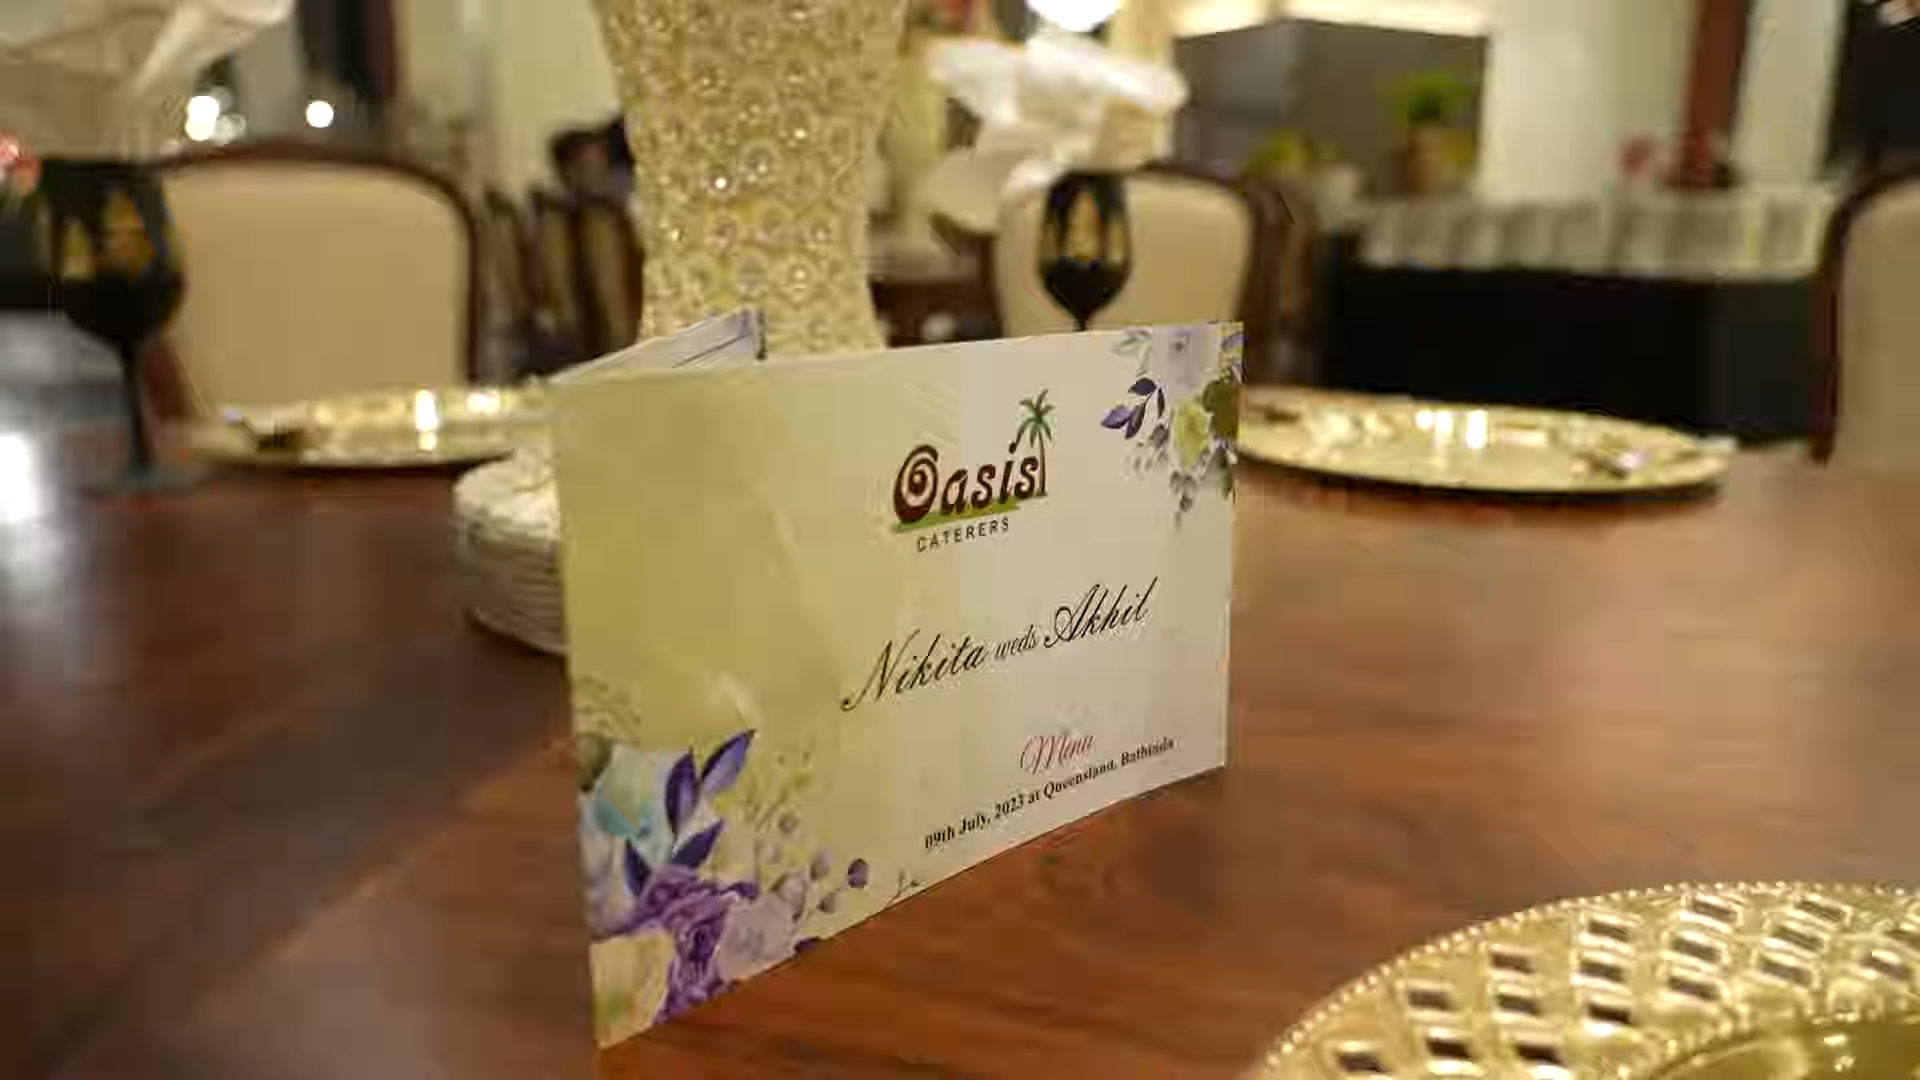 Oasis
CATERERS
Nikita weds Akhil
Menu
09th July, 2023 at Queensland, Bathinda